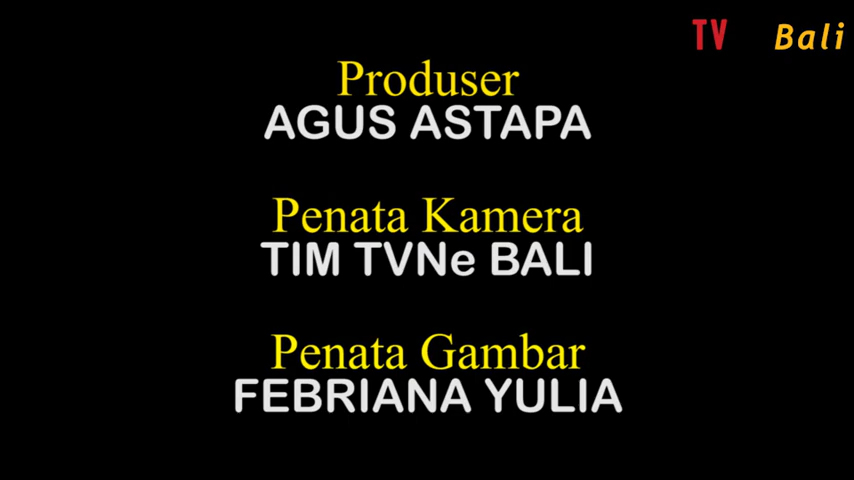 TV Bali
Produser
AGUS ASTAPA
Penata Kamera
TIM TVNe BALI
Penata Gambar
FEBRIANA YULIA